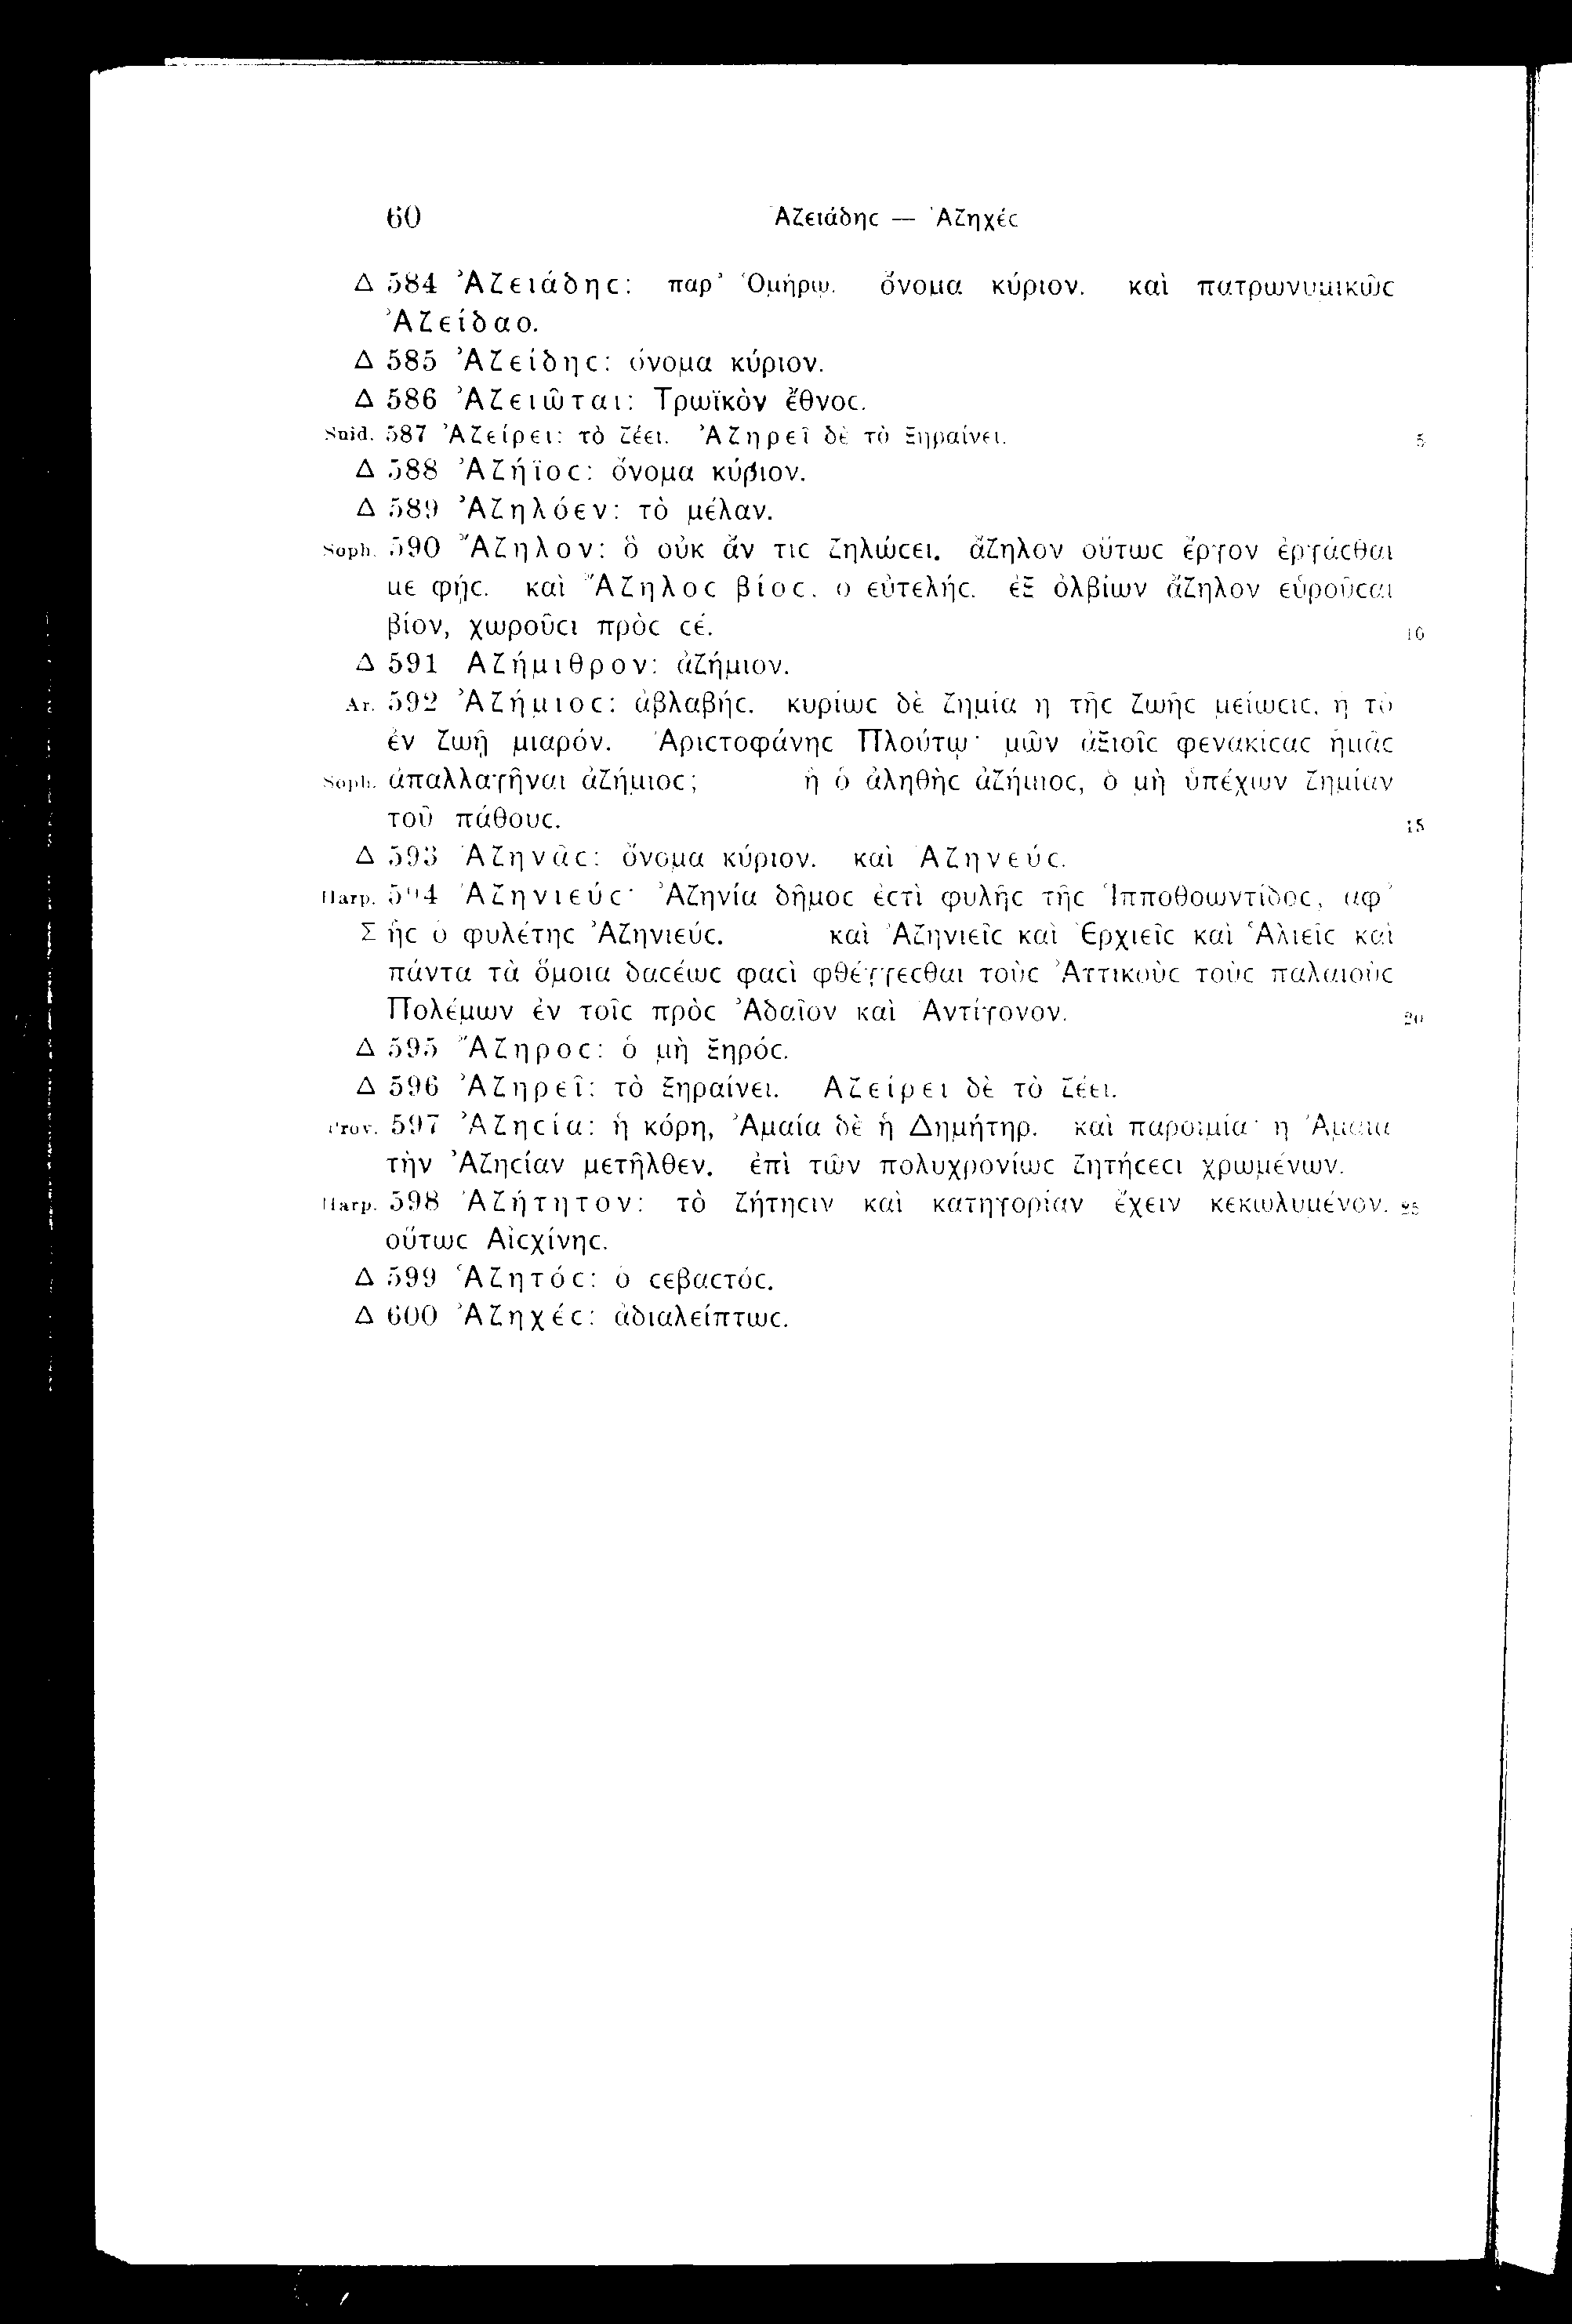 60 Ἀζειάδης — Ἀζηχές
Δ 584 Ἀζειάδηϲ: παρ’ Ὁμήρῳ. ὄνομα κύριον. καὶ πατρωνυμικῶϲ
Ἀζείδαο.
Δ 585 Ἀζείδηϲ: ὄνομα κύριον.
Δ 586 Ἀζειῶται: Τρωϊκὸν ἔθνοϲ.
Suid. 587 Ἀζείρει: τὸ ζέει. Ἀζηρεῖ δὲ τὸ ξηραίνει. 5
Δ 588 Ἀζήϊοϲ: ὄνομα κύριον.
Δ 589 Ἀζηλόεν: τὸ μέλαν.
Soph. 590 Ἄζηλον: ὃ οὐκ ἄν τιϲ ζηλώϲει. ἄζηλον οὕτωϲ ἔργον ἐργάϲθαι
με φῄϲ. καὶ Ἄζηλοϲ βίοϲ. ὁ εὐτελήϲ. ἐξ ὀλβίων ἄζηλον εὑροῦϲαι
βίον, χωροῦϲι πρὸϲ ϲέ. 10
Δ 591 Ἀζήμιθρον: ἀζήμιον.
Ar. 592 Ἀζήμιοϲ: ἀβλαβήϲ. κυρίωϲ δὲ ζημία ἡ τῆϲ ζωῆϲ μείωϲιϲ, ἢ τὸ
ἐν ζωῇ μιαρόν. Ἀριϲτοφάνηϲ Πλούτῳ· μῶν ἀξιοῖϲ φενακίϲαϲ ἡμᾶϲ
Soph. ἀπαλλαγῆναι ἀζήμιοϲ; ἢ ὁ ἀληθὴϲ ἀζήμιοϲ, ὁ μὴ ὑπέχων ζημίαν
τοῦ πάθουϲ. 15
Δ 593 Ἀζηνᾶϲ: ὄνομα κύριον. καὶ Ἀζηνεύϲ.
Harp. 594 Ἀζηνιεύϲ· Ἀζηνία δῆμοϲ ἐϲτὶ φυλῆϲ τῆϲ Ἱπποθοωντίδοϲ, ἀφ’
Σ ἧϲ ὁ φυλέτηϲ Ἀζηνιεύϲ. καὶ Ἁζηνιεῖϲ καὶ Ἑρχιεῖϲ καὶ Ἁλιεῖϲ καὶ
πάντα τὰ ὅμοια δαϲέωϲ φαϲὶ φθέγγεϲθαι τοὺϲ Ἀττικοὺϲ τοὺϲ παλαιοὺϲ
Πολέμων ἐν τοῖϲ πρὸϲ Ἀδαῖον καὶ Ἀντίγονον. 20
Δ 595 Ἄζηροϲ: ὁ μὴ ξηρόϲ.
Δ 596 Ἀζηρεῖ: τὸ ξηραίνει. Ἀζείρει δὲ τὸ ζέει.
Prov. 597 Ἀζηϲία: ἡ κόρη, Ἀμαία δὲ ἡ Δημήτηρ. καὶ παροιμία· ἡ Ἀμαία
τὴν Ἀζηϲίαν μετῆλθεν. ἐπὶ τῶν πολυχρονίωϲ ζητήϲεϲι χρωμένων.
Harp. 598 Ἀζήτητον: τὸ ζήτηϲιν καὶ κατηγορίαν ἔχειν κεκωλυμένον. 25
οὕτωϲ Αἰϲχίνηϲ.
Δ 599 Ἁζητόϲ: ὁ ϲεβαϲτόϲ.
Δ 600 Ἀζηχέϲ: ἀδιαλείπτωϲ.